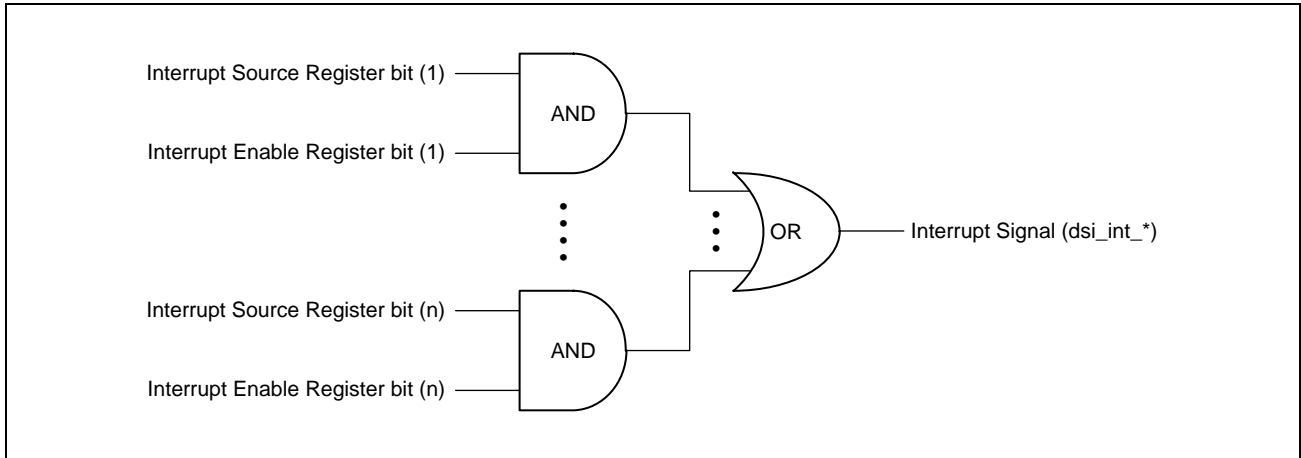 Interrupt Source Register bit (1)
AND
Interrupt Enable Register bit (1)
OR
Interrupt Signal (dsi_int_*)
Interrupt Source Register bit (n)
AND
Interrupt Enable Register bit (n)